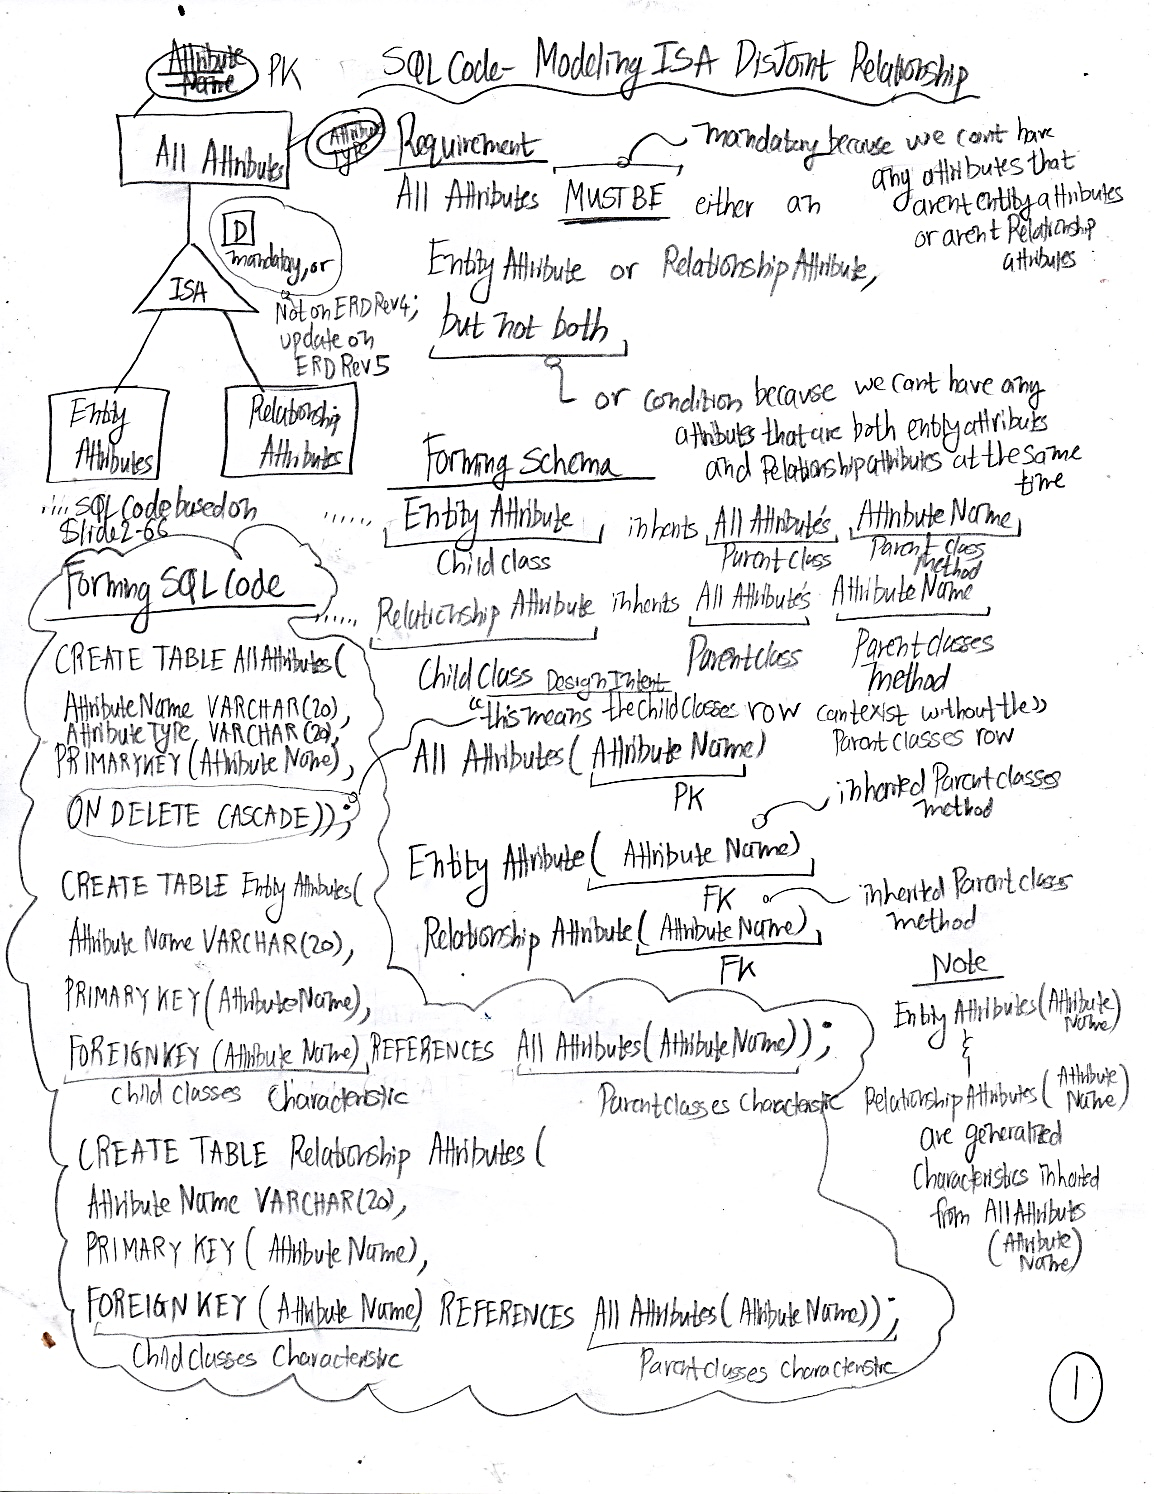 SQL Code- Modeling ISA DisJoint Relationship
Attribute
Name
PK
All Attributes
Attribute
Type
D
mandatory, or
ISA
Not on ERD Rev4;
update on
ERD Rev5
Entity
Attributes
Relationship
Attributes
Requirement
mandatory because we cant have
any attributes that
arent entity attributes
or arent Relationship
attributes
All Attributes MUST BE either an
Entity Attribute or Relationship Attribute,
but not both
or condition because we cant have any
attributes that are both entity attributes
and Relationship attributes at the same
time
Forming Schema
SQL Code based on
Slide 2-66
Entity Attribute inherits All Attribute's Attribute Name
Child class
Parent Class
Parent Class
Method
Relationship Attribute inherits All Attribute's Attribute Name
Child Class
Parent class
Parent classes
method
Design Intent
"this means the child classes row cant exist without the"
Parent classes row
All Attributes (Attribute Name)
PK
inherited Parent classes
method
Entity Attribute (Attribute Name)
FK
inherited Parent class
method
Relationship Attribute (Attribute Name)
FK
Note
Entity Attributes (Attribute
Name)
&
Relationship Attributes (Attribute
Name)
are generalized
Characteristics inherited
from All Attributes
(Attribute
Name)
Forming SQL Code
CREATE TABLE All Attributes (
Attribute Name VARCHAR(20),
Attribute Type VARCHAR(20),
PRIMARY KEY (Attribute Name),
ON DELETE CASCADE));
CREATE TABLE Entity Attributes (
Attribute Name VARCHAR(20),
PRIMARY KEY (Attribute Name),
FOREIGN KEY (Attribute Name) REFERENCES All Attributes (Attribute Name));
Child classes Characteristic
Parent classes Characteristic
CREATE TABLE Relationship Attributes (
Attribute Name VARCHAR(20),
PRIMARY KEY (Attribute Name),
FOREIGN KEY (Attribute Name) REFERENCES All Attributes (Attribute Name));
Child classes Characteristic
Parent classes Characteristic
1